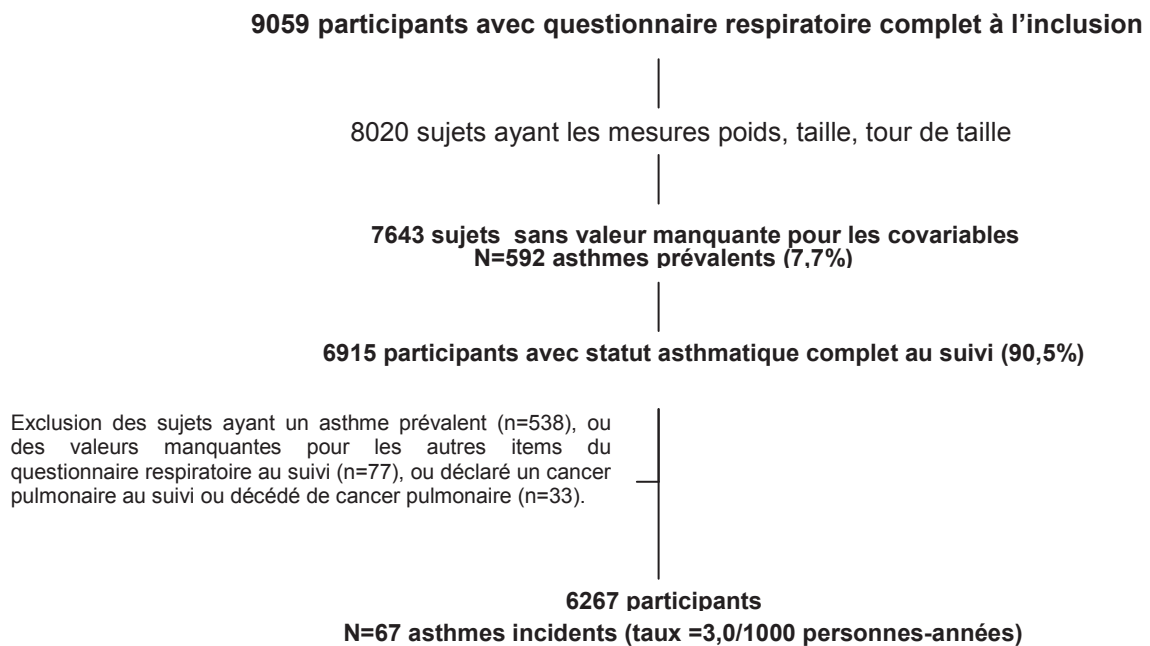 9059 participants avec questionnaire respiratoire complet à l’inclusion
8020 sujets ayant les mesures poids, taille, tour de taille
7643 sujets sans valeur manquante pour les covariables
N=592 asthmes prévalents (7,7%)
6915 participants avec statut asthmatique complet au suivi (90,5%)
Exclusion des sujets ayant un asthme prévalent (n=538), ou
des valeurs manquantes pour les autres items du
questionnaire respiratoire au suivi (n=77), ou déclaré un cancer
pulmonaire au suivi ou décédé de cancer pulmonaire (n=33).
6267 participants
N=67 asthmes incidents (taux =3,0/1000 personnes-années)